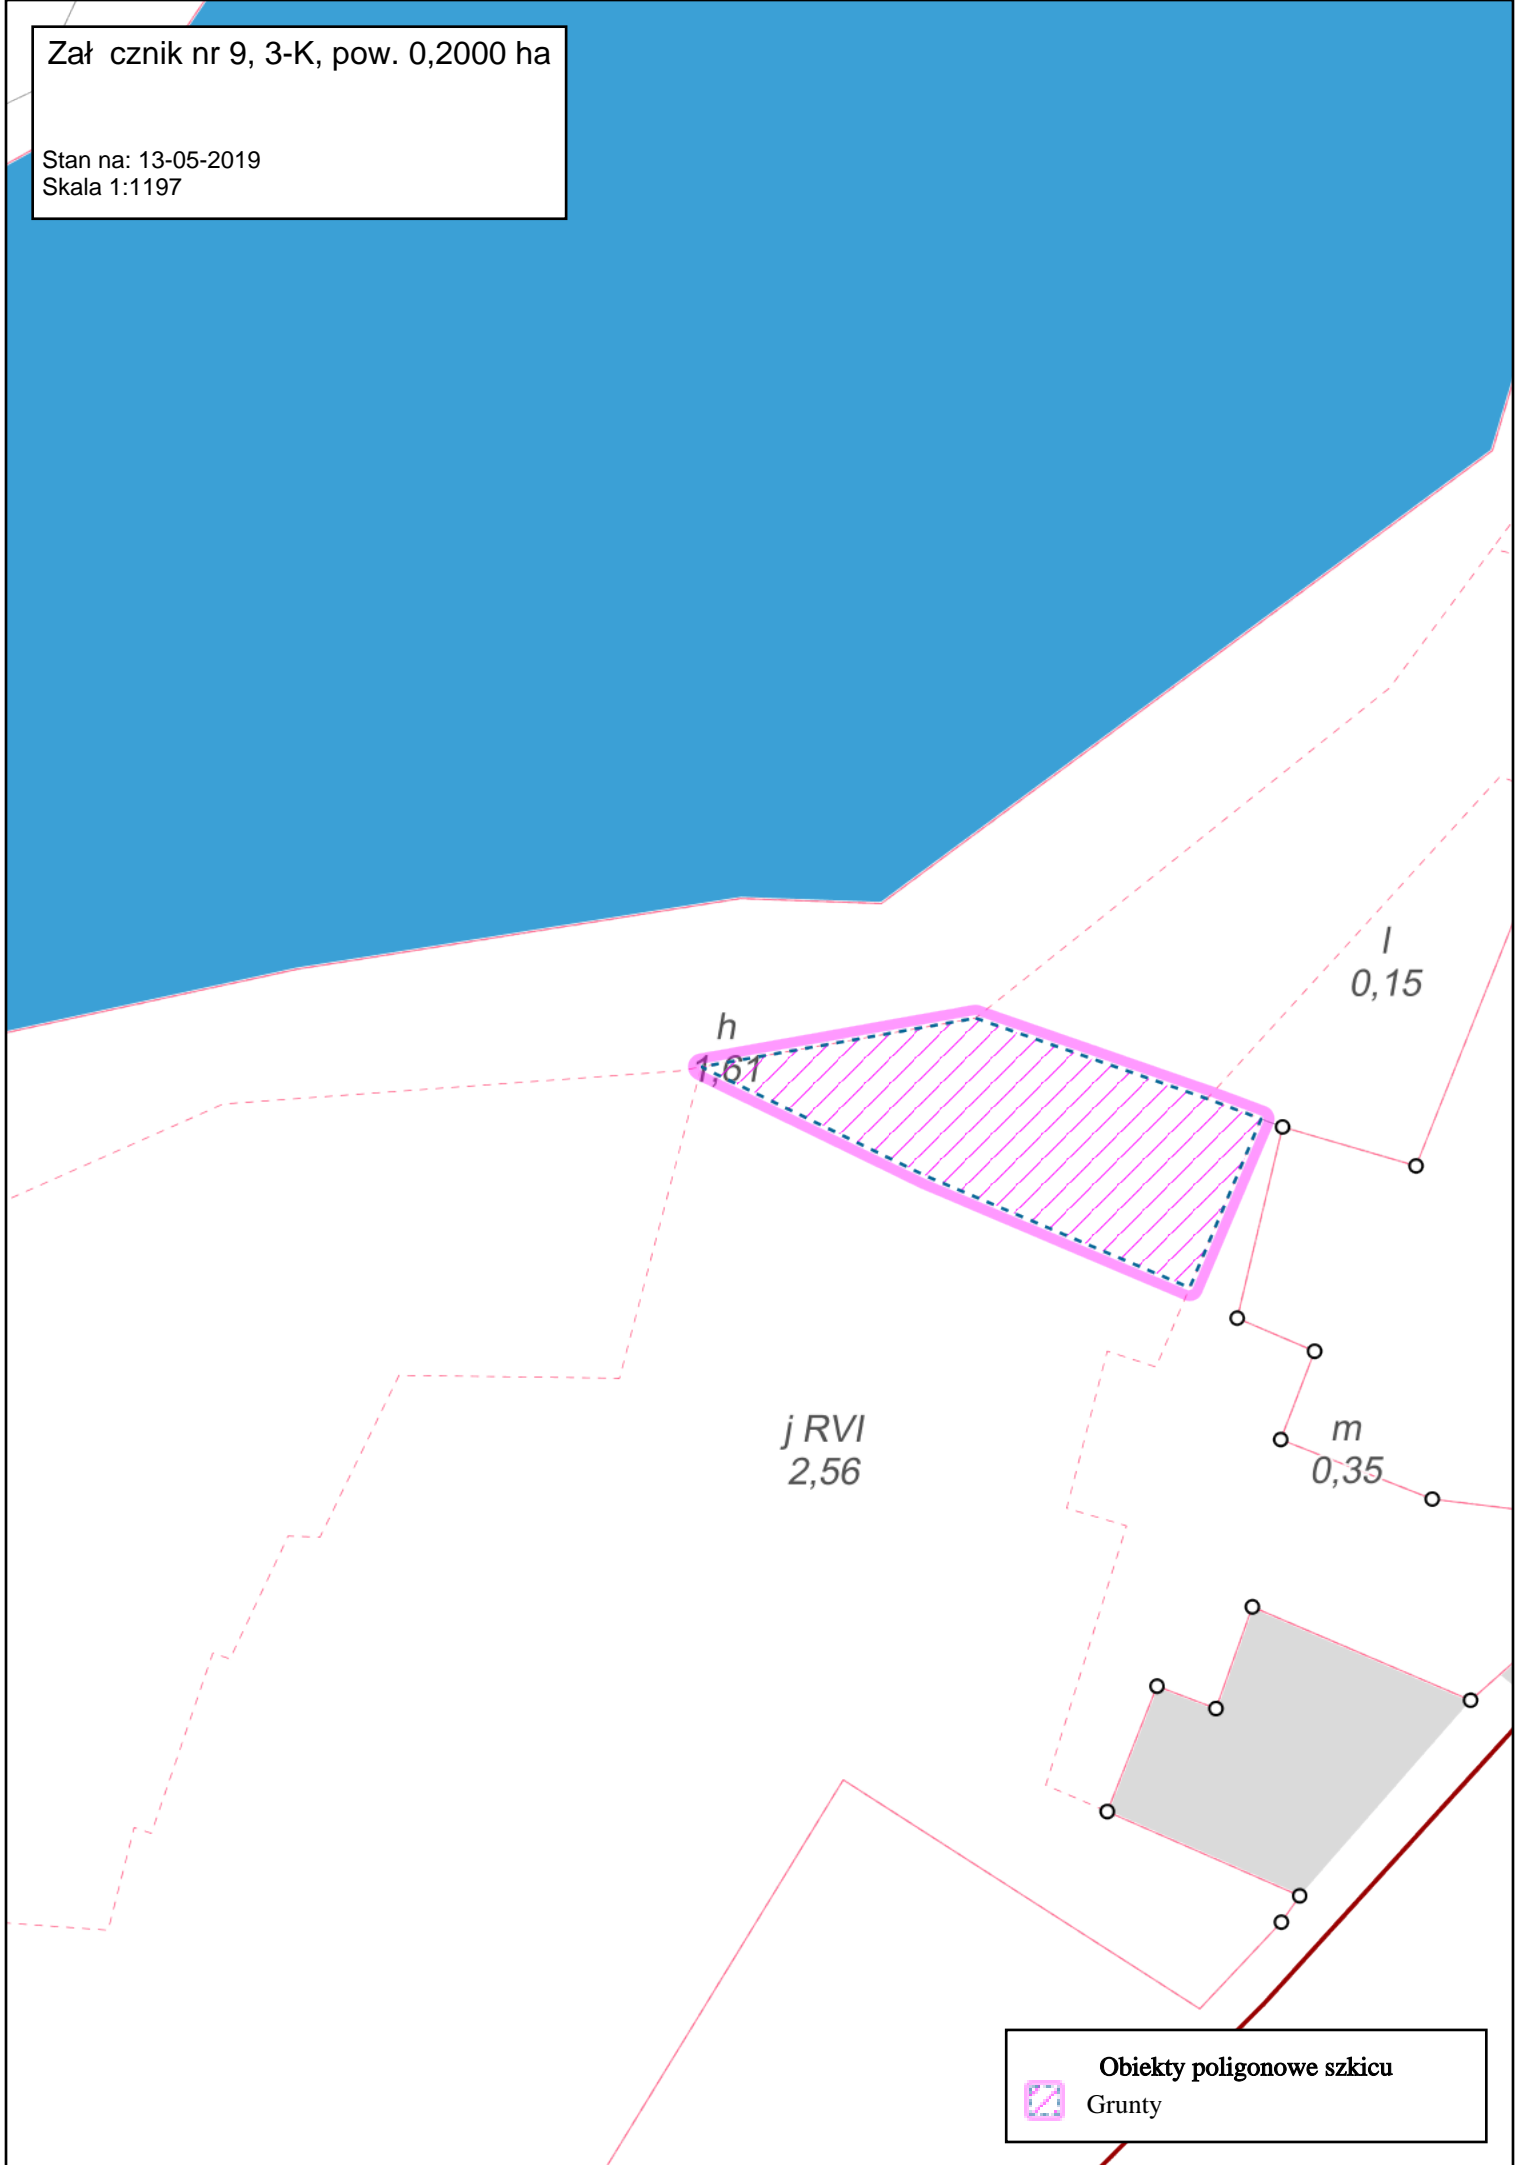 Zał cznik nr 9, 3-K, pow. 0,2000 ha
Stan na: 13-05-2019
Skala 1:1197
l
0,15
h
1,61
j RVI
2,56
m
0,35
Obiekty poligonowe szkicu
Grunty